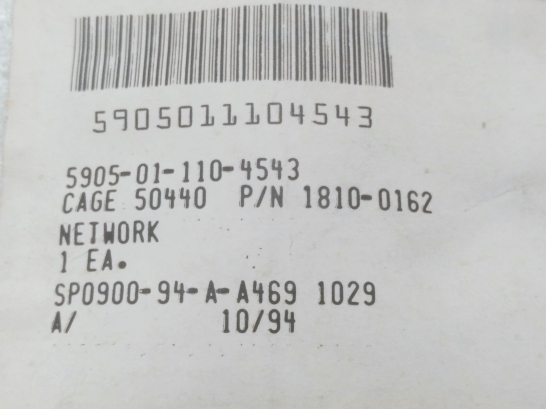 5905011104543
5905-01-110-4543
CAGE 50440 P/N 1810-0162
NETWORK
1 EA.
SP0900-94-A-A469 1029
A/ 10/94